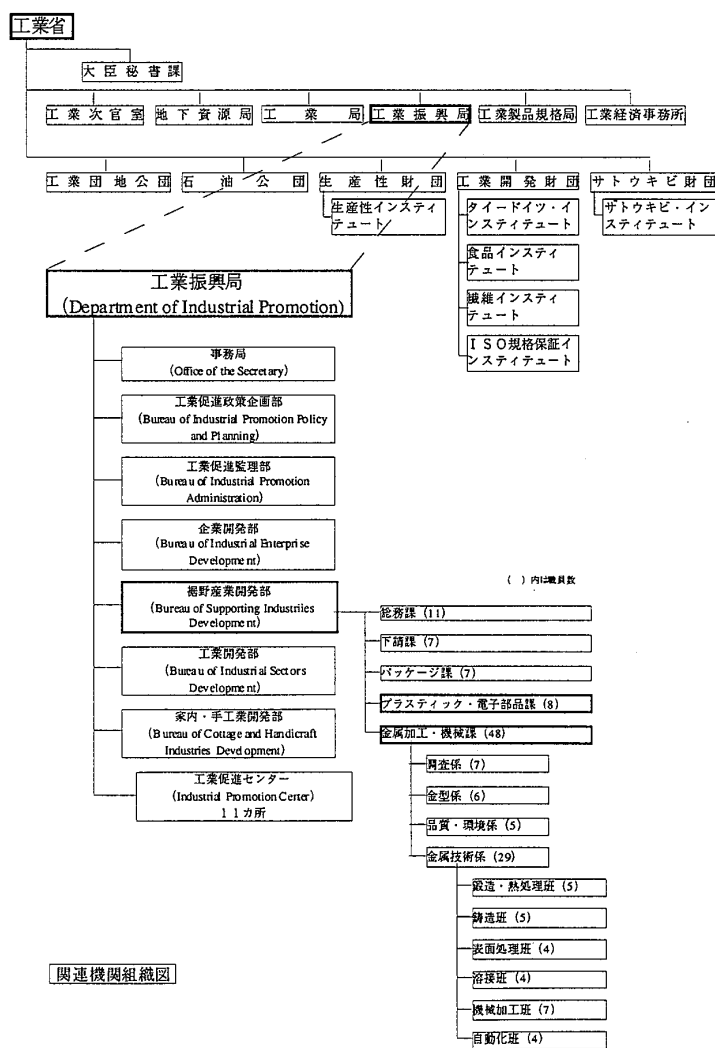 工業省
大臣秘書課
工業次官室
地下資源局
工業局
工業振興局
工業製品規格局
工業経済事務所
工業団地公団
石油公団
生産性財団
工業開発財団
サトウキビ財団
生産性インスティ
テュート
タイードイツ・イ
ンスティテュート
サトウキビ・イン
スティテュート
食品インスティ
テュート
繊維インスティ
テュート
ISO規格保証イ
ンスティテュート
工業振興局
(Department of Industrial Promotion)
事務局
(Office of the Secretary)
工業促進政策企画部
(Bureau of Industrial Promotion Policy
and Planning)
工業促進監理部
(Bureau of Industrial Promotion
Administration)
企業開発部
(Bureau of Industrial Enterprise
Development)
裾野産業開発部
(Bureau of Supporting Industriies
Development)
工業開発部
(Bureau of Industrial Sectors
Development)
家内・手工業開発部
(Bureau of Cottage and Handicraft
Industries Development)
工業促進センター
(Industrial Promotion Center)
11カ所
( )内は職員数
総務課 (11)
下請課 (7)
パッケージ課 (7)
プラスティック・電子部品課 (8)
金属加工・機械課 (48)
調査係 (7)
金型係 (6)
品質・環境係 (5)
金属技術係 (29)
鍛造・熱処理班 (5)
鋳造班 (5)
表面処理班 (4)
溶接班 (4)
機械加工班 (7)
自動化班 (4)
関連機関組織図